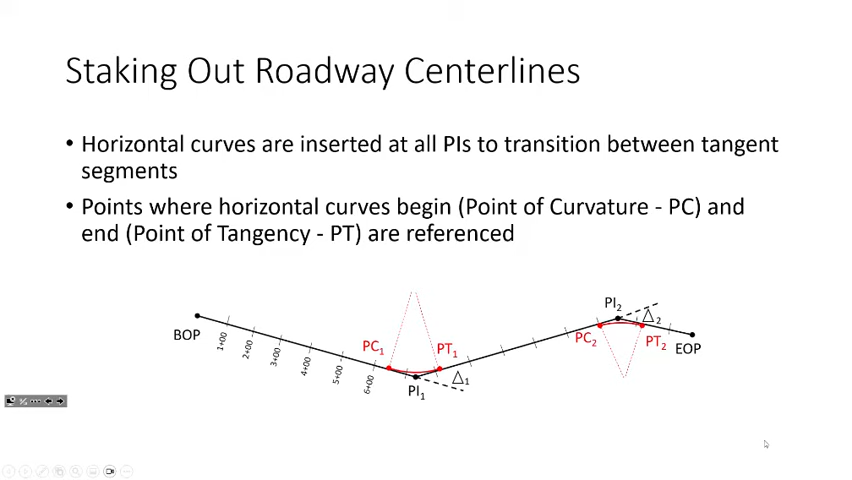 Staking Out Roadway Centerlines
• Horizontal curves are inserted at all PIs to transition between tangent
segments
• Points where horizontal curves begin (Point of Curvature - PC) and
end (Point of Tangency - PT) are referenced
BOP
1+00
2+00
3+00
4+00
5+00
6+00
PC1
PT1
PI1
Δ1
PI2
Δ2
PC2
PT2
EOP